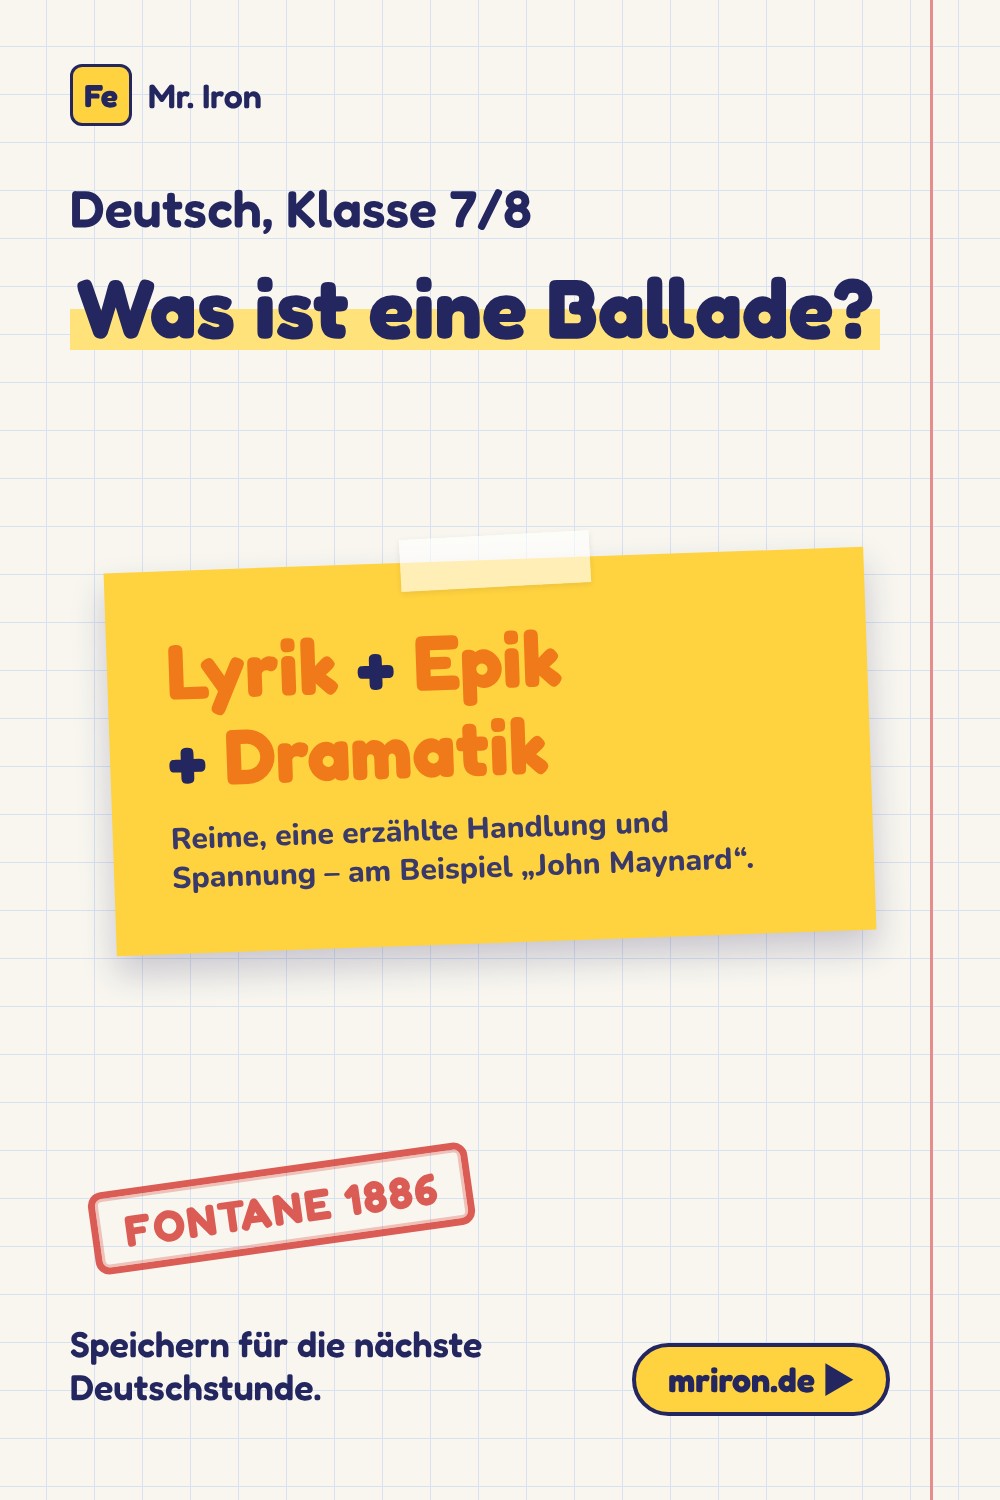 Fe Mr. Iron
Deutsch, Klasse 7/8
Was ist eine Ballade?
Lyrik + Epik
+ Dramatik
Reime, eine erzählte Handlung und
Spannung – am Beispiel „John Maynard“.
FONTANE 1886
Speichern für die nächste
Deutschstunde.
mriron.de ▶